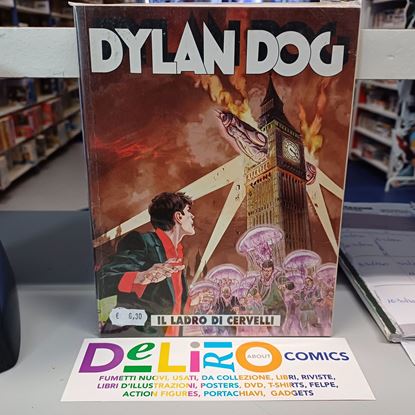 DYLAN DOG
€ 6,30
IL LADRO DI CERVELLI
DeLiRiO ABOUT COMICS
FUMETTI NUOVI, USATI, DA COLLEZIONE, LIBRI, RIVISTE,
LIBRI D'ILLUSTRAZIONI, POSTERS, DVD, T-SHIRTS, FELPE,
ACTION FIGURES, PORTACHIAVI, GADGETS